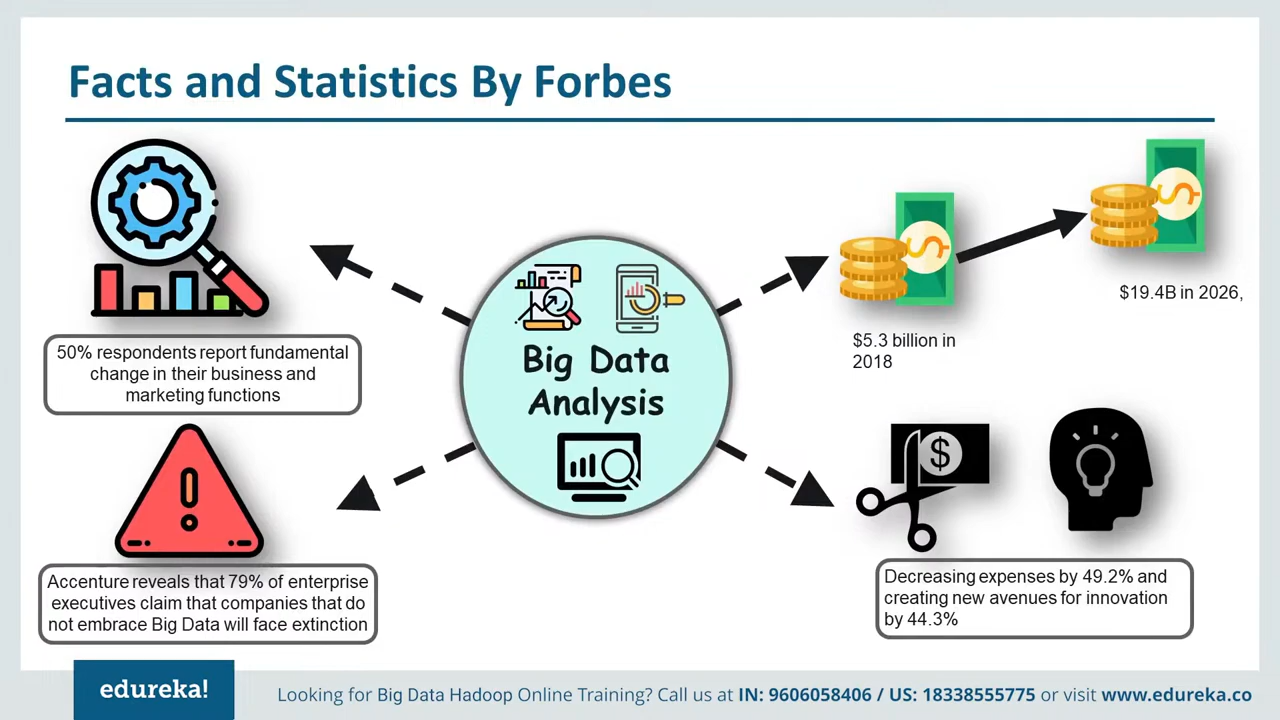 Facts and Statistics By Forbes
50% respondents report fundamental
change in their business and
marketing functions
Accenture reveals that 79% of enterprise
executives claim that companies that do
not embrace Big Data will face extinction
Big Data
Analysis
$5.3 billion in
2018
$19.4B in 2026,
Decreasing expenses by 49.2% and
creating new avenues for innovation
by 44.3%
edureka!
Looking for Big Data Hadoop Online Training? Call us at IN: 9606058406 / US: 18338555775 or visit www.edureka.co